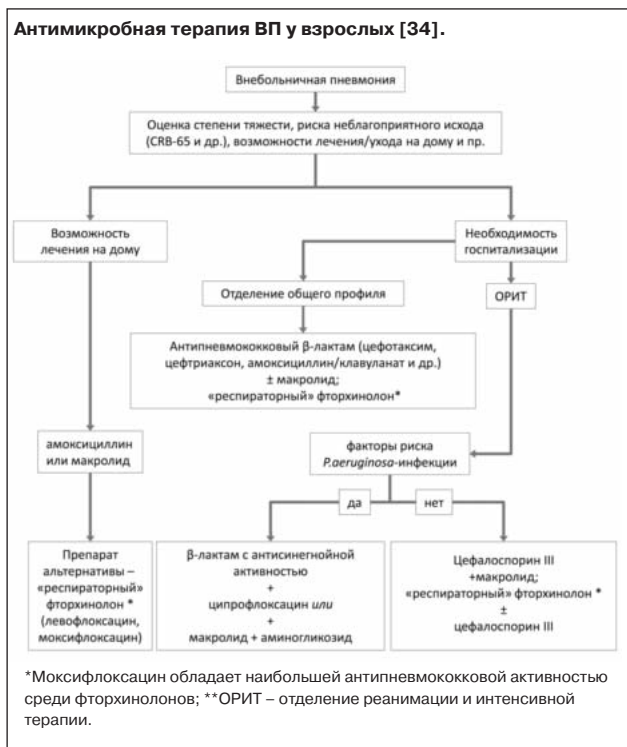 Антимикробная терапия ВП у взрослых [34].
Внебольничная пневмония
Оценка степени тяжести, риска неблагоприятного исхода
(CRB-65 и др.), возможности лечения/ухода на дому и пр.
Возможность
лечения на дому
Необходимость
госпитализации
Отделение общего профиля
ОРИТ
Антипневмококковый β-лактам (цефотаксим,
цефтриаксон, амоксициллин/клавуланат и др.)
± макролид;
«респираторный» фторхинолон*
амоксициллин
или макролид
факторы риска
P.aeruginosa-инфекции
да
нет
Препарат
альтернативы –
«респираторный»
фторхинолон *
(левофлоксацин,
моксифлоксацин)
β-лактам с антисинегнойной
активностью
+
ципрофлоксацин или
+
макролид + аминогликозид
Цефалоспорин III
+макролид;
«респираторный» фторхинолон *
±
цефалоспорин III
*Моксифлоксацин обладает наибольшей антипневмококковой активностью
среди фторхинолонов; **ОРИТ – отделение реанимации и интенсивной
терапии.